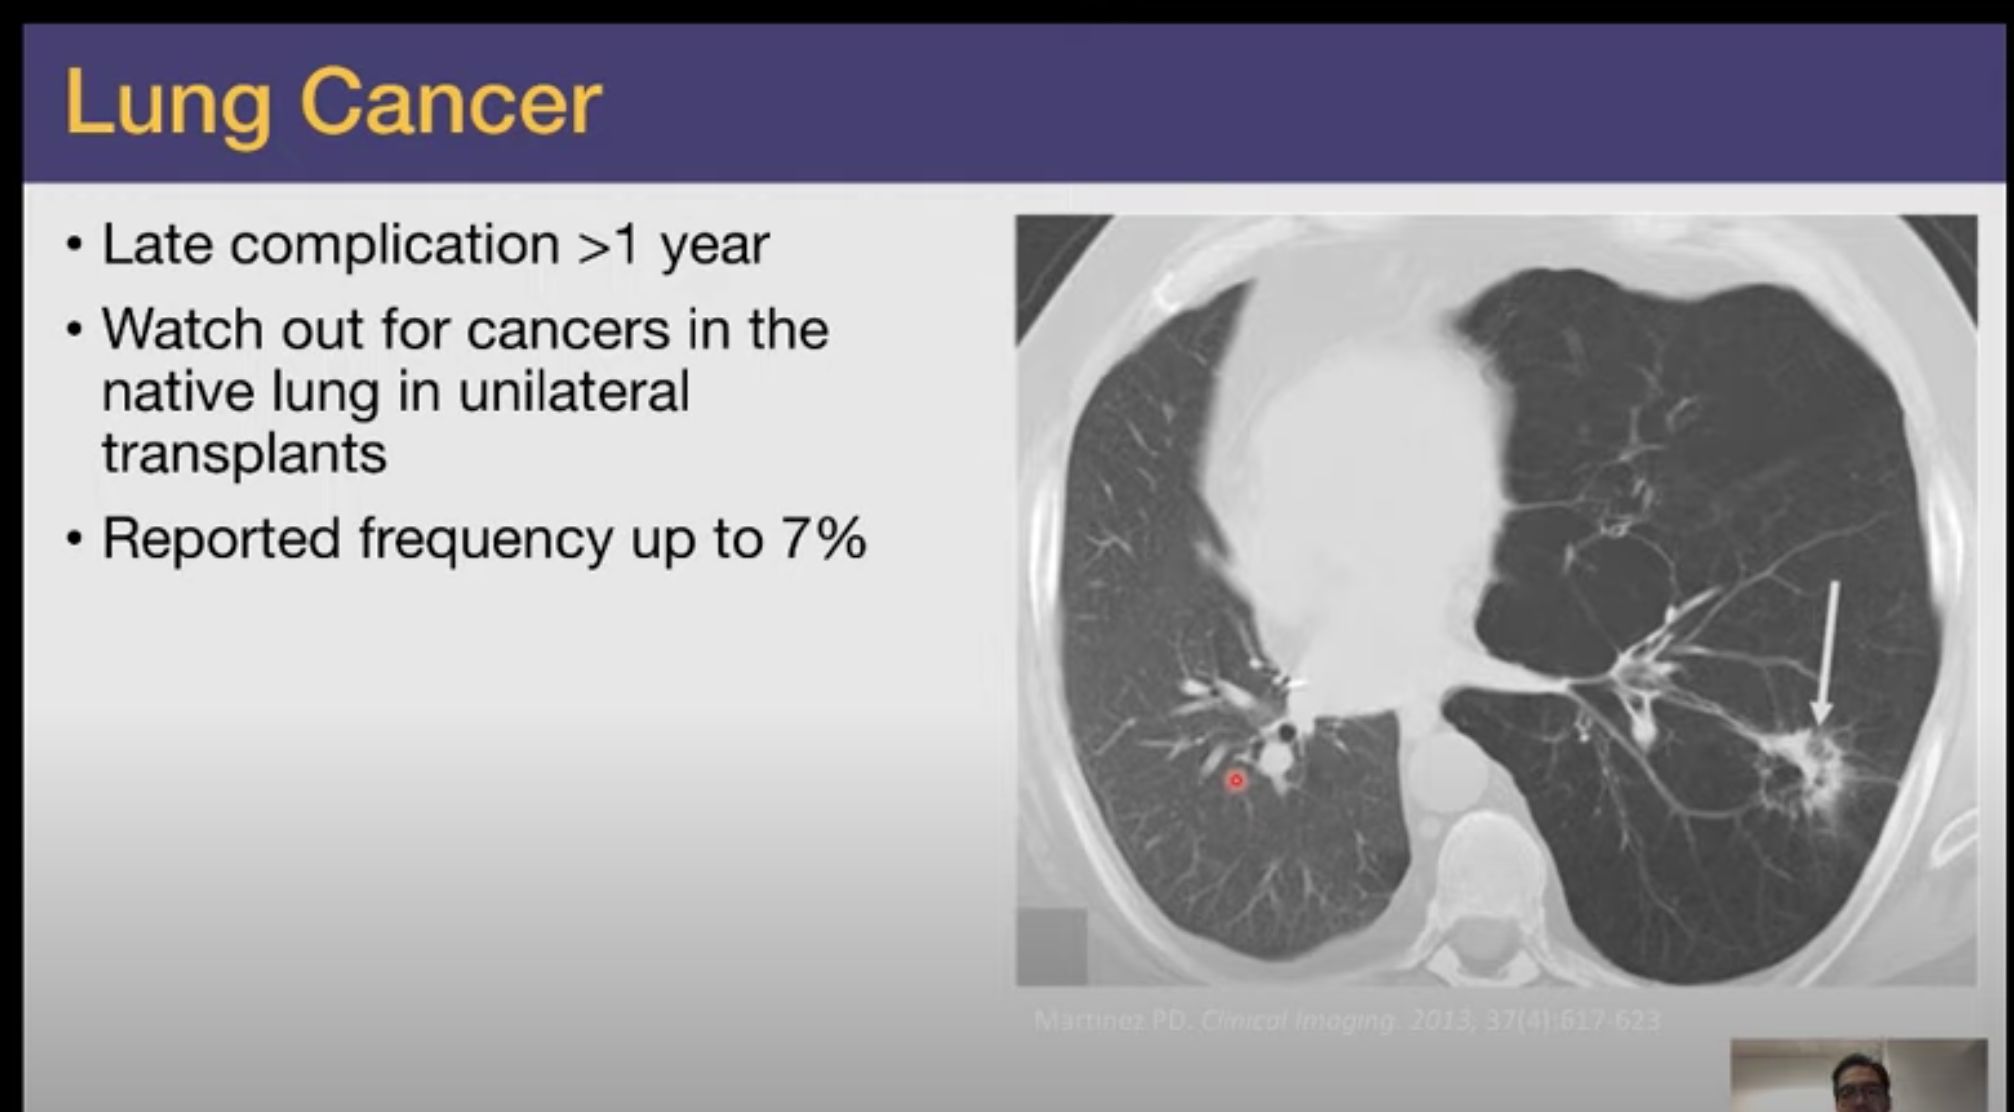 Lung Cancer
• Late complication >1 year
• Watch out for cancers in the
native lung in unilateral
transplants
• Reported frequency up to 7%
Martinez PD. Clinical Imaging. 2013, 37(4):617-623